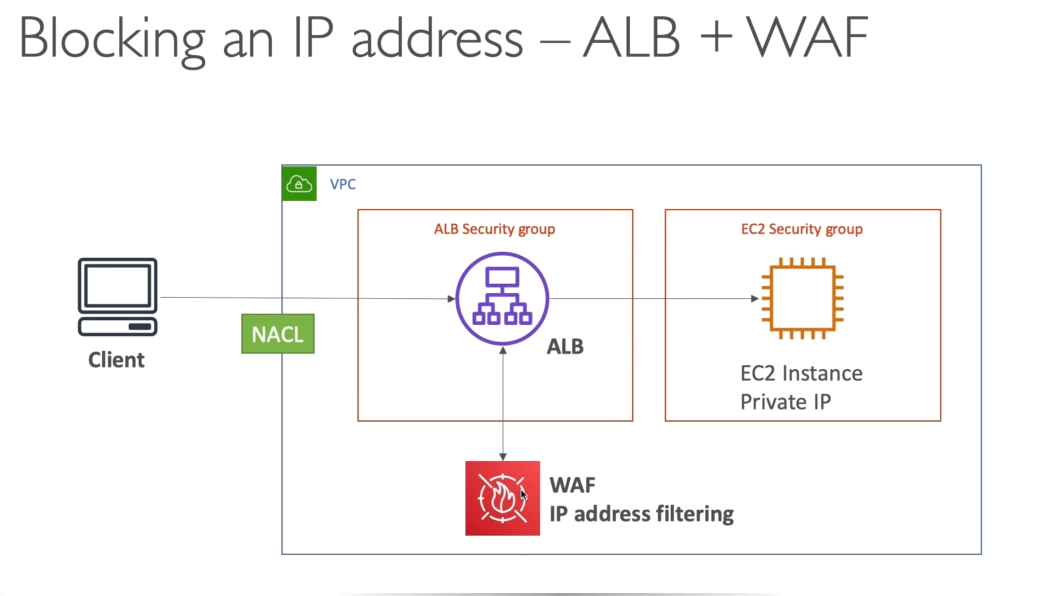 Blocking an IP address – ALB + WAF
VPC
ALB Security group
EC2 Security group
NACL
Client
ALB
EC2 Instance
Private IP
WAF
IP address filtering